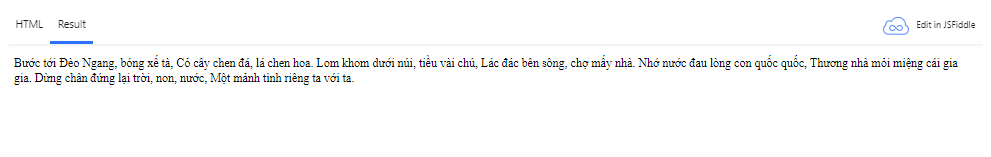 HTML Result Edit in JSFiddle
Bước tới Đèo Ngang, bóng xế tà, Cỏ cây chen đá, lá chen hoa. Lom khom dưới núi, tiều vài chú, Lác đác bên sông, chợ mấy nhà. Nhớ nước đau lòng con quốc quốc, Thương nhà mỏi miệng cái gia
gia. Dừng chân đứng lại trời, non, nước, Một mảnh tình riêng ta với ta.